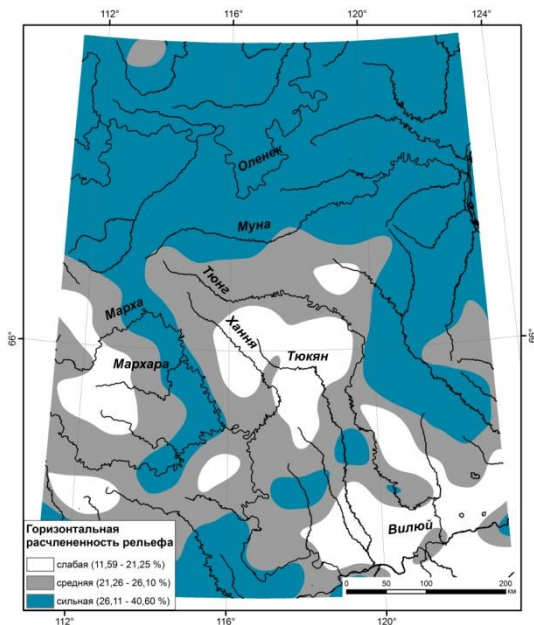 112° 116° 120° 124°
Оленек
Муна
Тюнг
Марха
Хання
66° 66°
Тюкян
Мархара
Вилюй
Горизонтальная
расчлененность рельефа
слабая (11,59 - 21,25 %)
средняя (21,26 - 26,10 %)
сильная (26,11 - 40,60 %)
0 50 100 200
КМ
112° 116° 120°